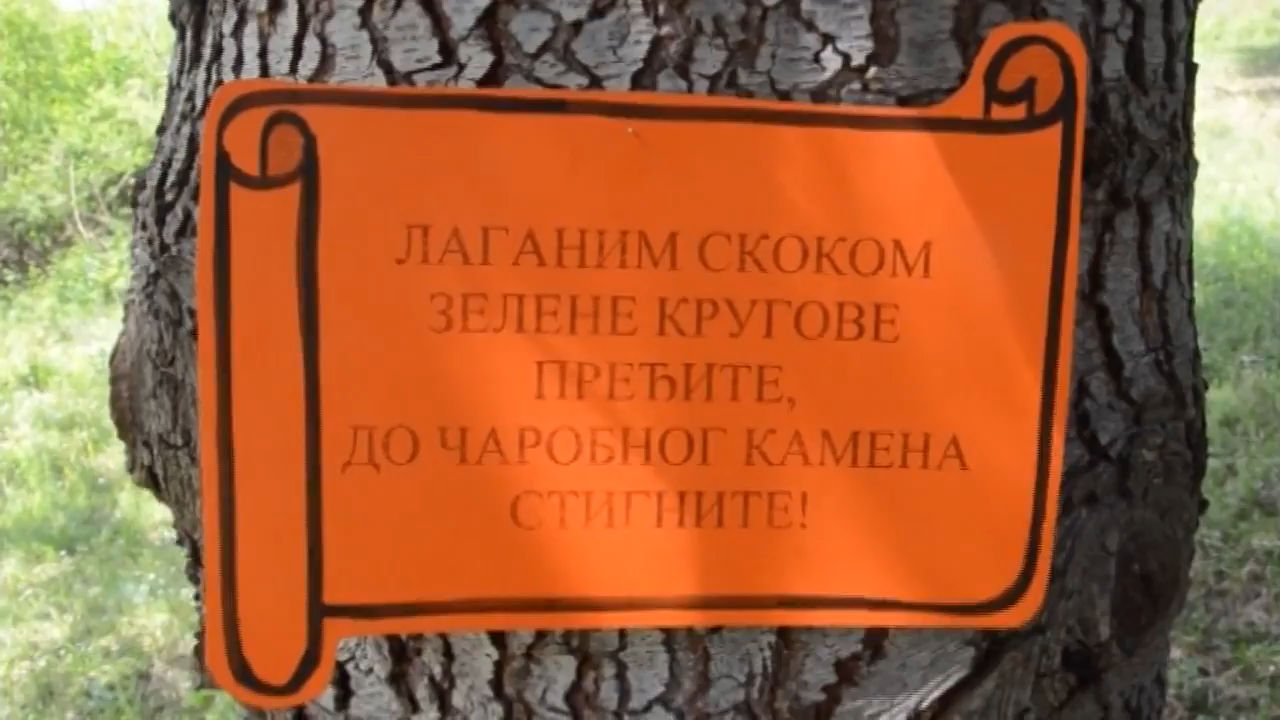 ЛАГАНИМ СКОКОМ
ЗЕЛЕНЕ КРУГОВЕ
ПРЕЂИТЕ,
ДО ЧАРОБНОГ КАМЕНА
СТИГНИТЕ!